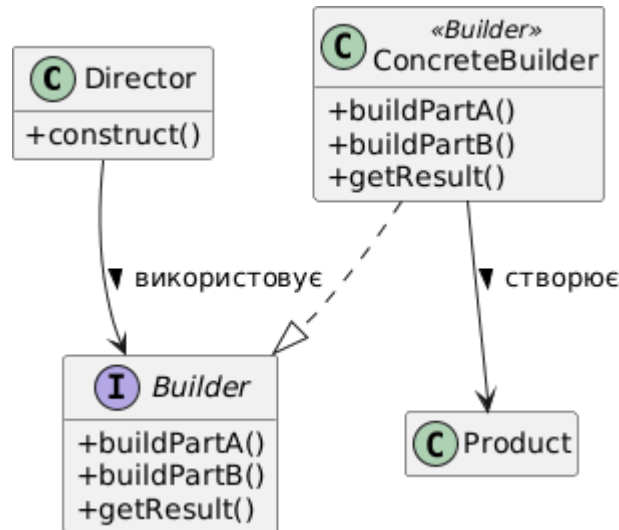 C Director
+construct()
«Builder»
C ConcreteBuilder
+buildPartA()
+buildPartB()
+getResult()
використовує
створює
I Builder
+buildPartA()
+buildPartB()
+getResult()
C Product